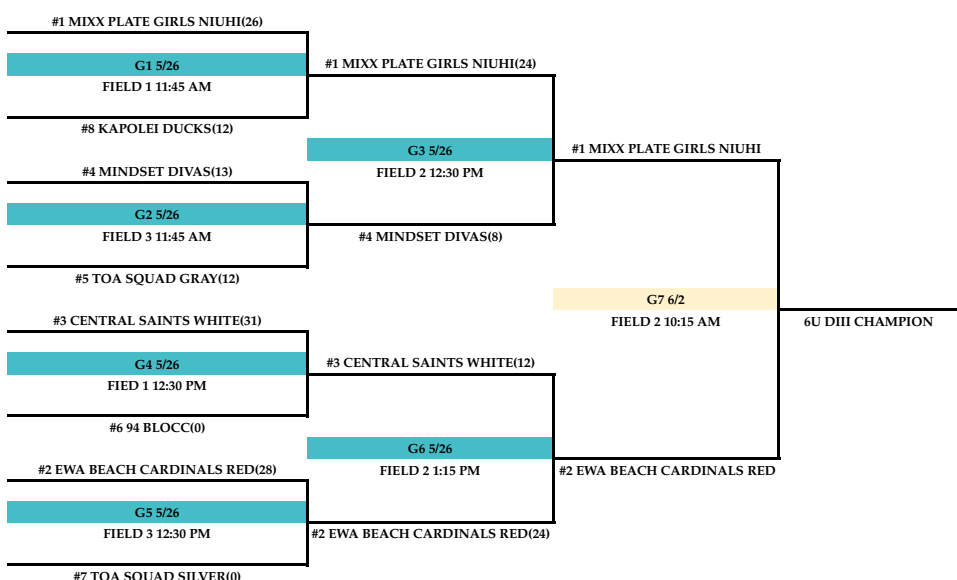 #1 MIXX PLATE GIRLS NIUHI(26)
G1 5/26
FIELD 1 11:45 AM
#8 KAPOLEI DUCKS(12)
#4 MINDSET DIVAS(13)
G2 5/26
FIELD 3 11:45 AM
#5 TOA SQUAD GRAY(12)
#3 CENTRAL SAINTS WHITE(31)
G4 5/26
FIED 1 12:30 PM
#6 94 BLOCC(0)
#2 EWA BEACH CARDINALS RED(28)
G5 5/26
FIELD 3 12:30 PM
#7 TOA SQUAD SILVER(0)
#1 MIXX PLATE GIRLS NIUHI(24)
G3 5/26
FIELD 2 12:30 PM
#4 MINDSET DIVAS(8)
#3 CENTRAL SAINTS WHITE(12)
G6 5/26
FIELD 2 1:15 PM
#2 EWA BEACH CARDINALS RED(24)
#1 MIXX PLATE GIRLS NIUHI
G7 6/2
FIELD 2 10:15 AM
#2 EWA BEACH CARDINALS RED
6U DIII CHAMPION